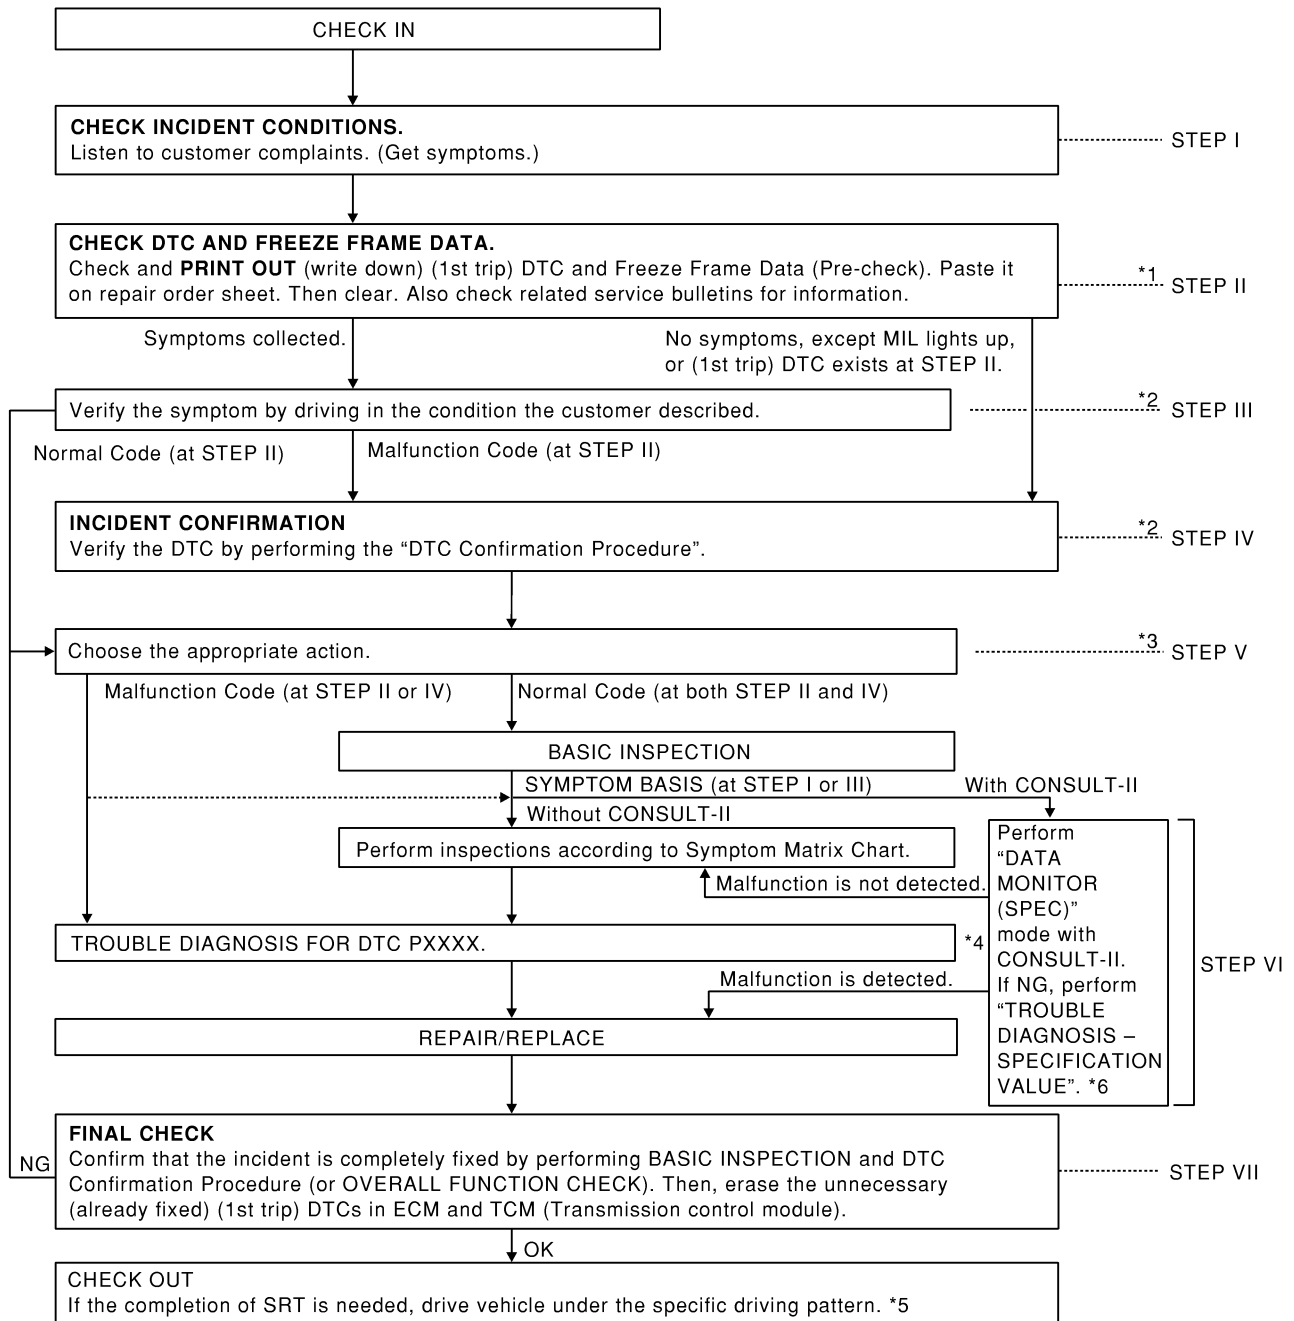 CHECK IN
CHECK INCIDENT CONDITIONS.
Listen to customer complaints. (Get symptoms.)
STEP I
CHECK DTC AND FREEZE FRAME DATA.
Check and PRINT OUT (write down) (1st trip) DTC and Freeze Frame Data (Pre-check). Paste it
on repair order sheet. Then clear. Also check related service bulletins for information.
*1
STEP II
Symptoms collected.
No symptoms, except MIL lights up,
or (1st trip) DTC exists at STEP II.
Verify the symptom by driving in the condition the customer described.
*2
STEP III
Normal Code (at STEP II)
Malfunction Code (at STEP II)
INCIDENT CONFIRMATION
Verify the DTC by performing the “DTC Confirmation Procedure”.
*2
STEP IV
Choose the appropriate action.
*3
STEP V
Malfunction Code (at STEP II or IV)
Normal Code (at both STEP II and IV)
BASIC INSPECTION
SYMPTOM BASIS (at STEP I or III)
With CONSULT-II
Without CONSULT-II
Perform inspections according to Symptom Matrix Chart.
Malfunction is not detected.
Perform
“DATA
MONITOR
(SPEC)”
mode with
CONSULT-II.
If NG, perform
“TROUBLE
DIAGNOSIS –
SPECIFICATION
VALUE”. *6
STEP VI
TROUBLE DIAGNOSIS FOR DTC PXXXX.
*4
Malfunction is detected.
REPAIR/REPLACE
FINAL CHECK
Confirm that the incident is completely fixed by performing BASIC INSPECTION and DTC
Confirmation Procedure (or OVERALL FUNCTION CHECK). Then, erase the unnecessary
(already fixed) (1st trip) DTCs in ECM and TCM (Transmission control module).
NG
STEP VII
OK
CHECK OUT
If the completion of SRT is needed, drive vehicle under the specific driving pattern. *5